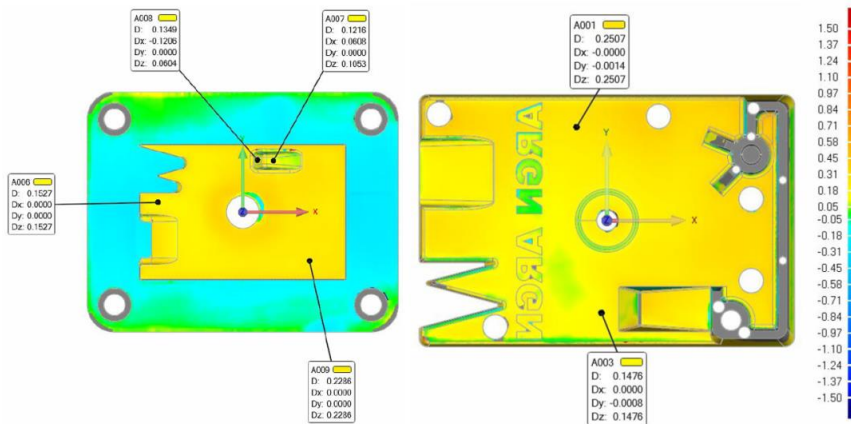 A008
D: 0.1349
Dx: -0.1206
Dy: 0.0000
Dz: 0.0604
A007
D: 0.1216
Dx: 0.0608
Dy: 0.0000
Dz: 0.1053
A006
D: 0.1527
Dx: 0.0000
Dy: 0.0000
Dz: 0.1527
X
A009
D: 0.2286
Dx: 0.0000
Dy: 0.0000
Dz: 0.2286
A001
D: 0.2507
Dx: -0.0000
Dy: -0.0014
Dz: 0.2507
Y
X
A003
D: 0.1476
Dx: 0.0000
Dy: -0.0008
Dz: 0.1476
1.50
1.37
1.24
1.10
0.97
0.84
0.71
0.58
0.45
0.31
0.18
0.05
-0.05
-0.18
-0.31
-0.45
-0.58
-0.71
-0.84
-0.97
-1.10
-1.24
-1.37
-1.50